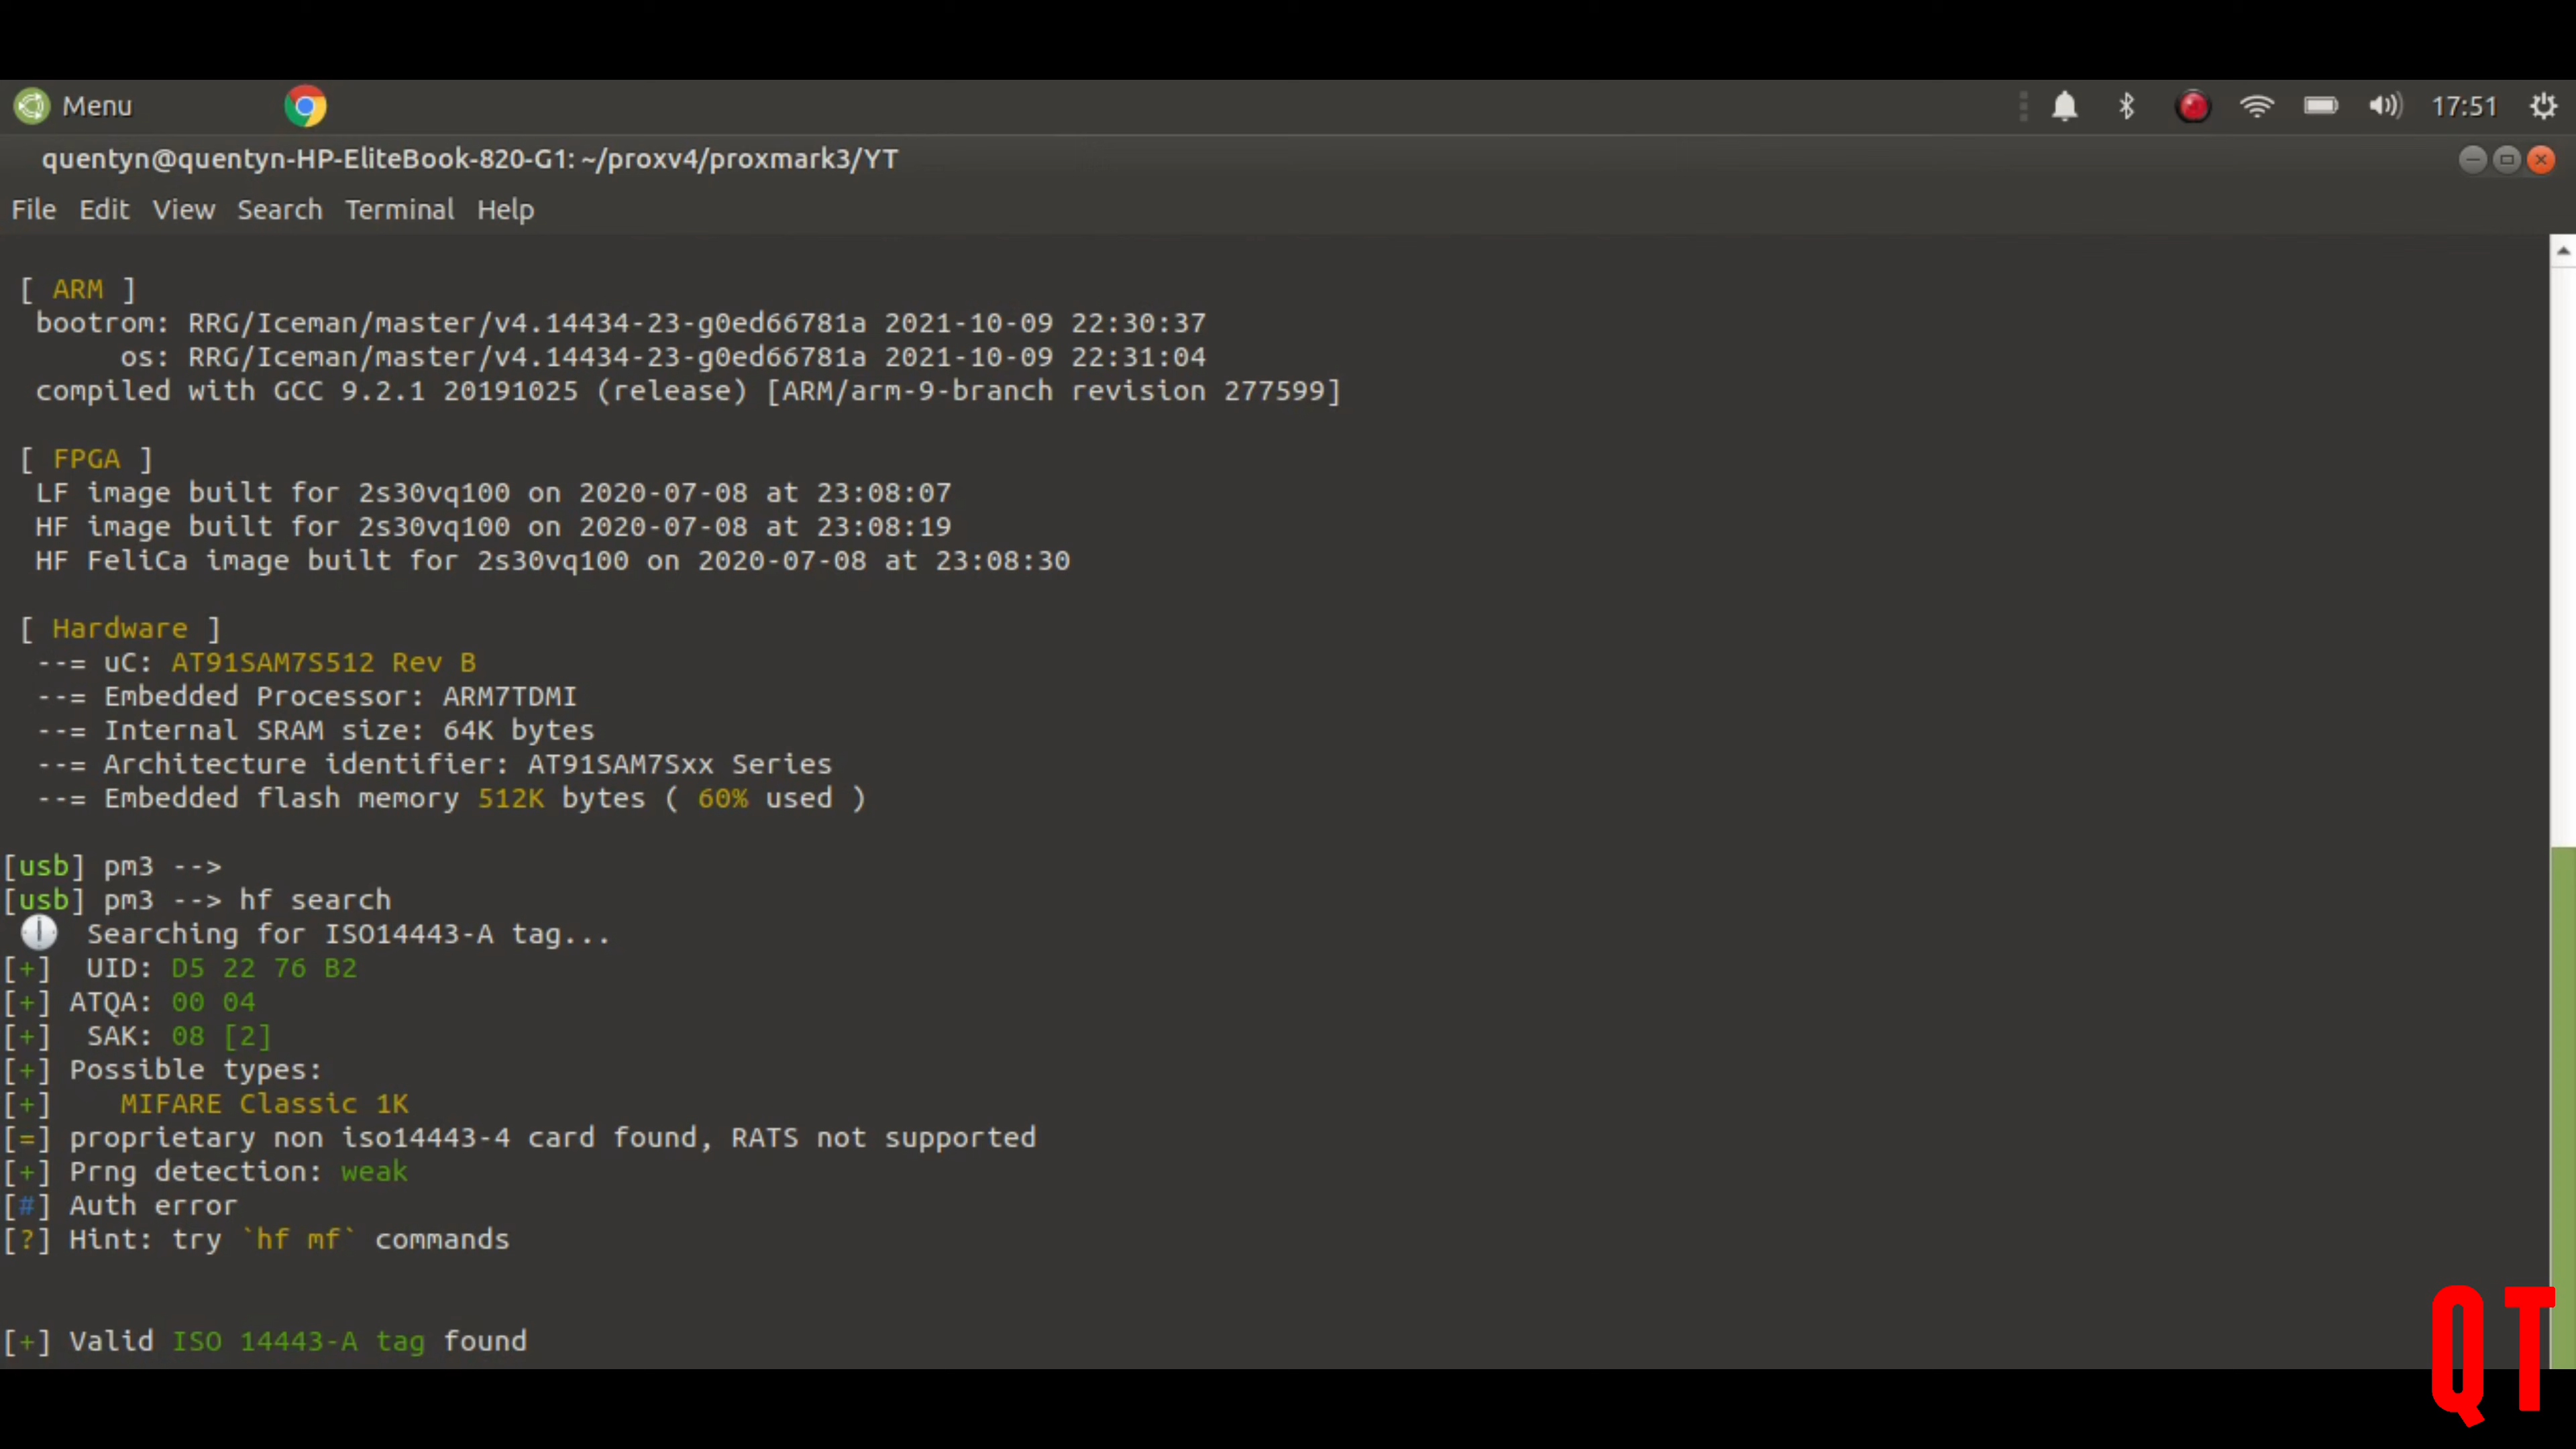 Menu
17:51
quentyn@quentyn-HP-EliteBook-820-G1: ~/proxv4/proxmark3/YT
File Edit View Search Terminal Help
[ ARM ]
bootrom: RRG/Iceman/master/v4.14434-23-g0ed66781a 2021-10-09 22:30:37
os: RRG/Iceman/master/v4.14434-23-g0ed66781a 2021-10-09 22:31:04
compiled with GCC 9.2.1 20191025 (release) [ARM/arm-9-branch revision 277599]
[ FPGA ]
LF image built for 2s30vq100 on 2020-07-08 at 23:08:07
HF image built for 2s30vq100 on 2020-07-08 at 23:08:19
HF FeliCa image built for 2s30vq100 on 2020-07-08 at 23:08:30
[ Hardware ]
--= uC: AT91SAM7S512 Rev B
--= Embedded Processor: ARM7TDMI
--= Internal SRAM size: 64K bytes
--= Architecture identifier: AT91SAM7Sxx Series
--= Embedded flash memory 512K bytes ( 60% used )
[usb] pm3 -->
[usb] pm3 --> hf search
Searching for ISO14443-A tag...
[+] UID: D5 22 76 B2
[+] ATQA: 00 04
[+] SAK: 08 [2]
[+] Possible types:
[+] MIFARE Classic 1K
[=] proprietary non iso14443-4 card found, RATS not supported
[+] Prng detection: weak
[#] Auth error
[?] Hint: try `hf mf` commands
[+] Valid ISO 14443-A tag found
QT